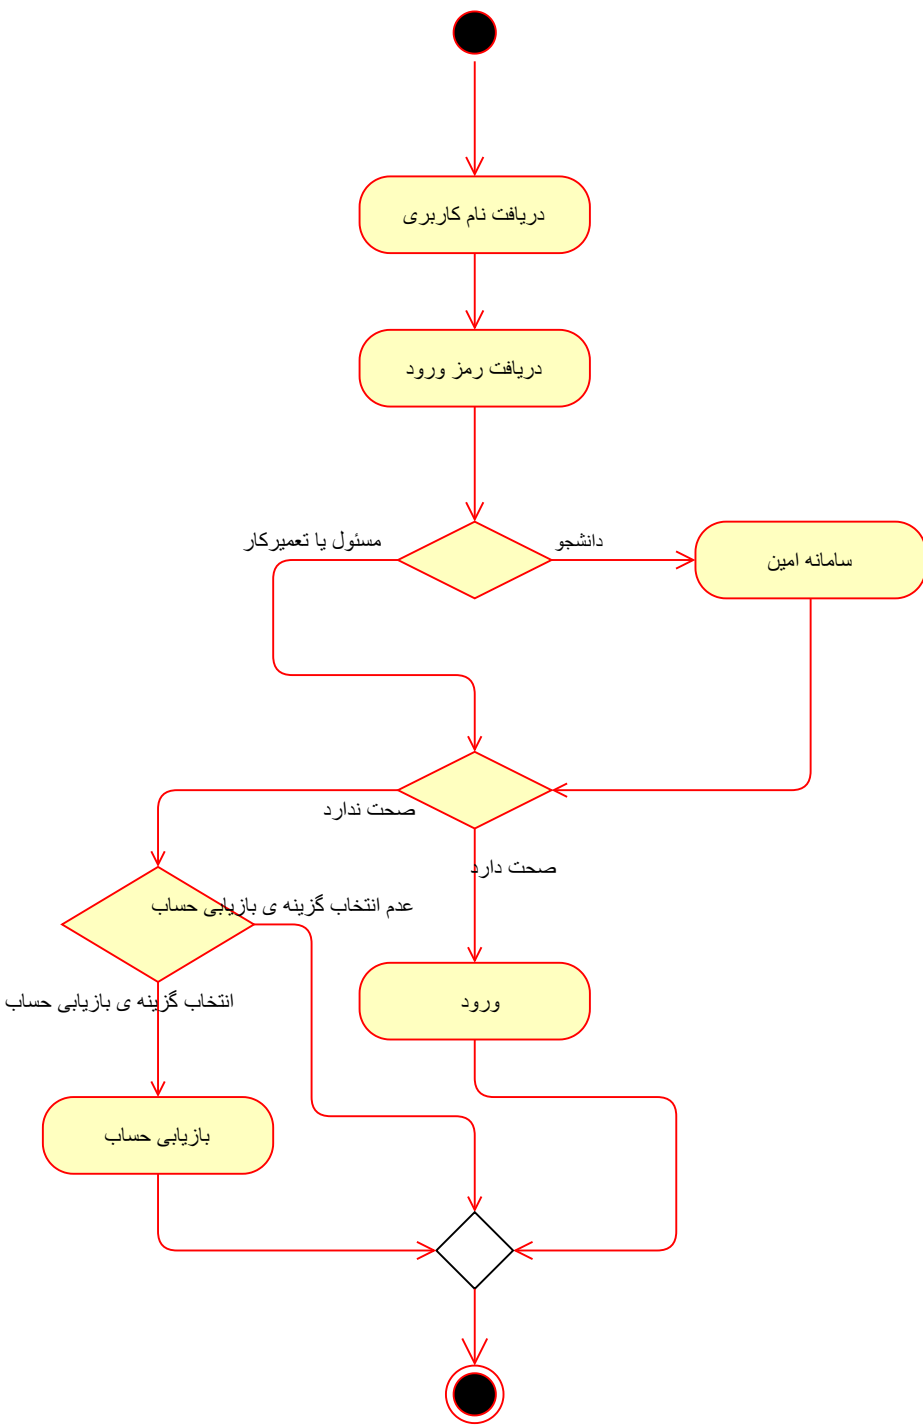 دریافت نام کاربری
دریافت رمز ورود
دانشجو
مسئول یا تعمیرکار
سامانه امین
صحت ندارد
صحت دارد
عدم انتخاب گزینه ی بازیابی حساب
انتخاب گزینه ی بازیابی حساب
ورود
بازیابی حساب